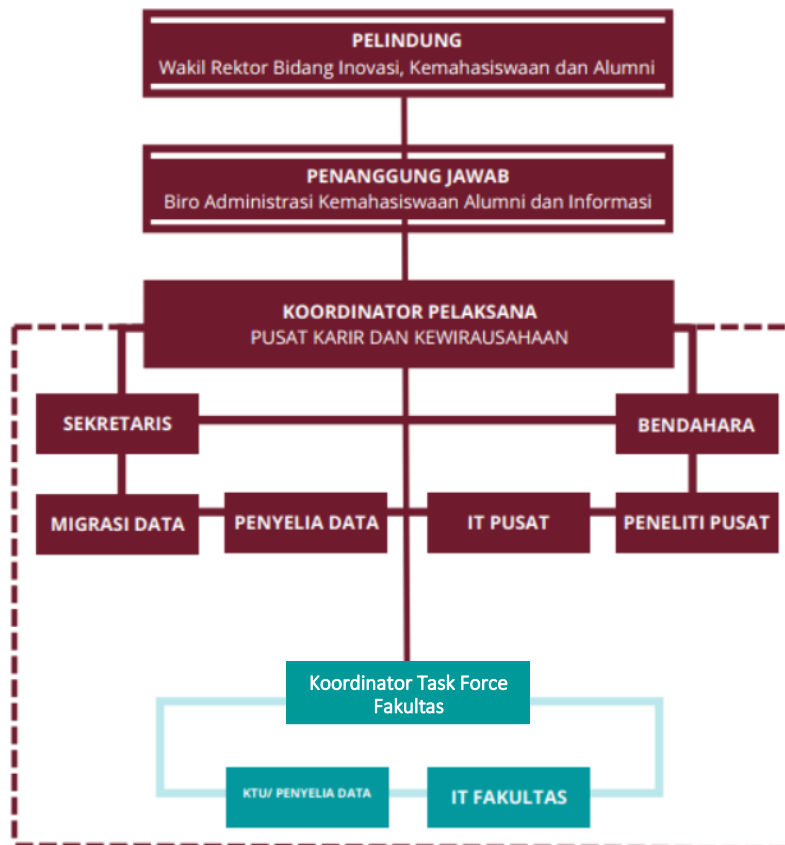 PELINDUNG
Wakil Rektor Bidang Inovasi, Kemahasiswaan dan Alumni
PENANGGUNG JAWAB
Biro Administrasi Kemahasiswaan Alumni dan Informasi
KOORDINATOR PELAKSANA
PUSAT KARIR DAN KEWIRAUSAHAAN
SEKRETARIS
BENDAHARA
MIGRASI DATA
PENYELIA DATA
IT PUSAT
PENELITI PUSAT
Koordinator Task Force
Fakultas
KTU/ PENYELIA DATA
IT FAKULTAS